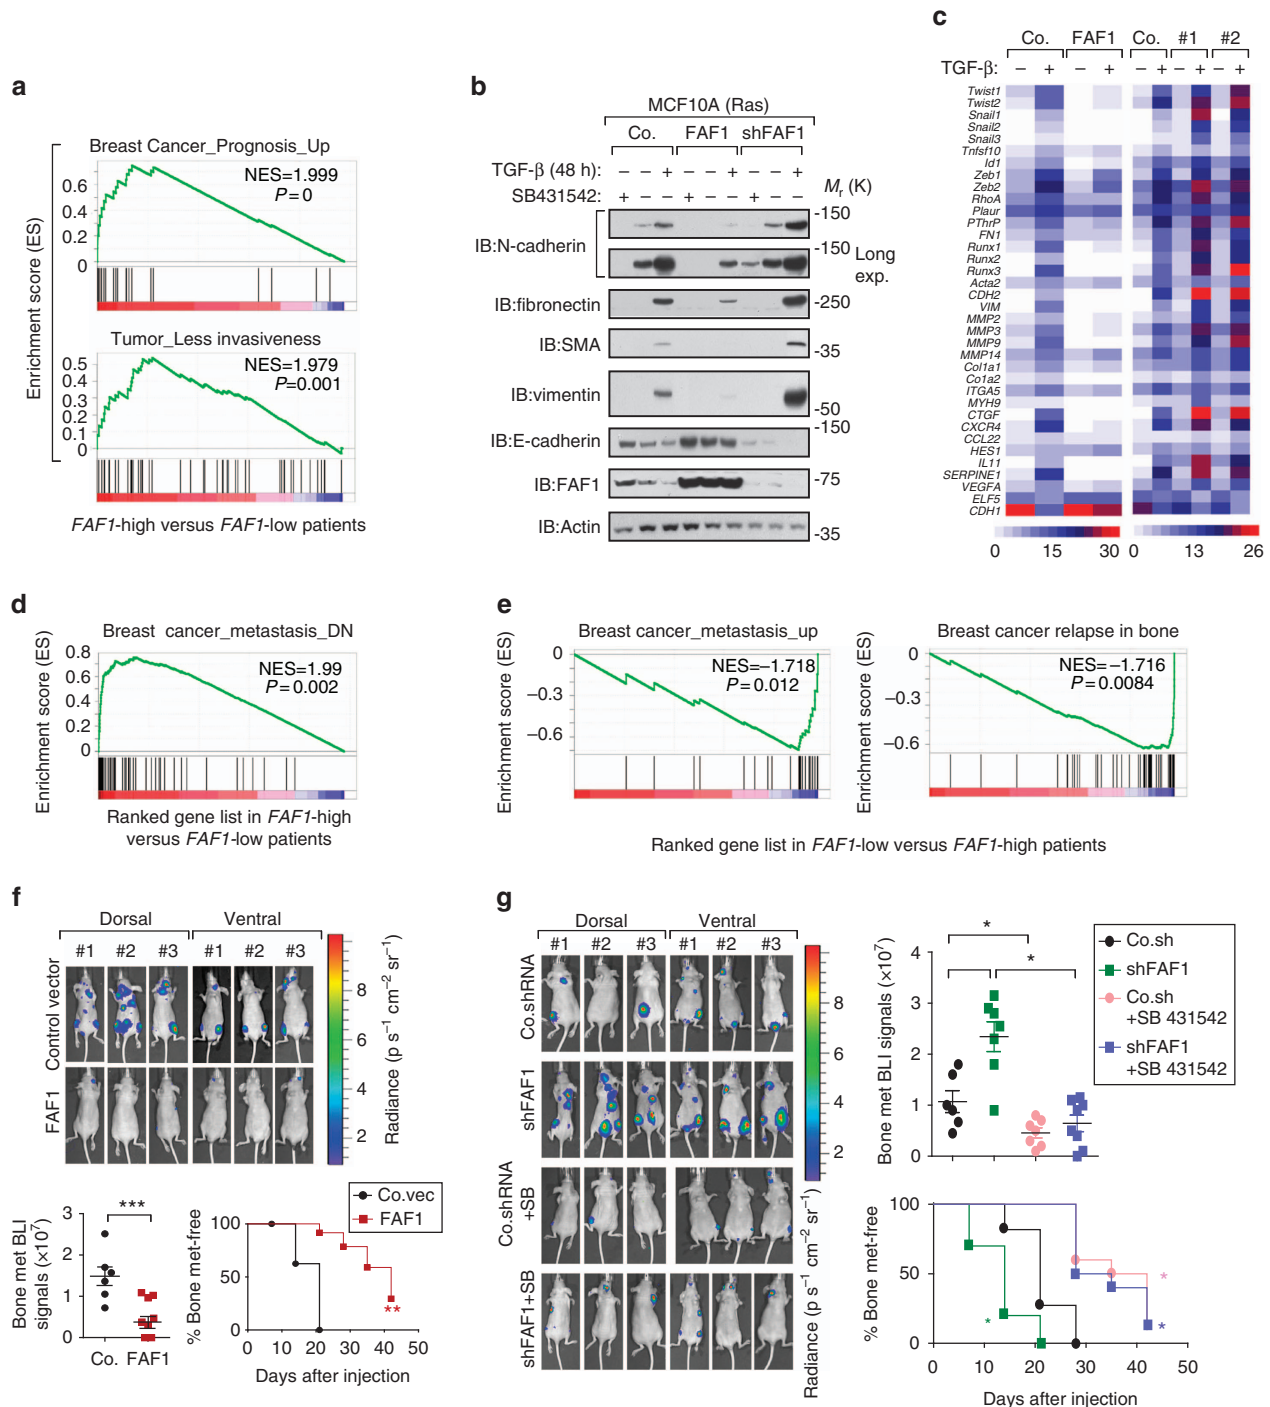 a
Breast Cancer_Prognosis_Up
NES=1.999
P=0
0.6
0.4
0.2
0
Tumor_Less invasiveness
NES=1.979
P=0.001
0.5
0.4
0.3
0.2
0.1
0
Enrichment score (ES)
FAF1-high versus FAF1-low patients
b
MCF10A (Ras)
Co. FAF1 shFAF1
TGF-β (48 h): – – + – – + – – +
SB431542: + – – + – – + – –
Mr (K)
IB:N-cadherin
-150
-150
Long exp.
IB:fibronectin -250
IB:SMA -35
IB:vimentin -50
IB:E-cadherin -150
IB:FAF1 -75
IB:Actin -35
c
Co. FAF1 Co. #1 #2
TGF-β: – + – + – + – + – +
Twist1
Twist2
Snail1
Snail2
Snail3
Tnfsf10
Id1
Zeb1
Zeb2
RhoA
Plaur
PThrP
FN1
Runx1
Runx2
Runx3
Acta2
CDH2
VIM
MMP2
MMP3
MMP9
MMP14
Col1a1
Co1a2
ITGA5
MYH9
CTGF
CXCR4
CCL22
HES1
IL11
SERPINE1
VEGFA
ELF5
CDH1
0 15 30 0 13 26
d
Breast cancer_metastasis_DN
NES=1.99
P=0.002
0.8
0.6
0.4
0.2
0
Enrichment score (ES)
Ranked gene list in FAF1-high
versus FAF1-low patients
e
Breast cancer_metastasis_up
NES=−1.718
P=0.012
0
−0.3
−0.6
Enrichment score (ES)
Breast cancer relapse in bone
NES=−1.716
P=0.0084
0
−0.3
−0.6
Enrichment score (ES)
Ranked gene list in FAF1-low versus FAF1-high patients
f
Dorsal Ventral
#1 #2 #3 #1 #2 #3
Control vector
FAF1
8
6
4
2
Radiance (p s−1 cm−2 sr−1)
***
3
2
1
0
Bone met BLI
signals (×10⁷)
Co. FAF1
Co.vec
FAF1
100
50
0
% Bone met-free
**
0 10 20 30 40 50
Days after injection
g
Dorsal Ventral
#1 #2 #3 #1 #2 #3
Co.shRNA
shFAF1
Co.shRNA
+SB
shFAF1+SB
8
6
4
2
Radiance (p s−1 cm−2 sr−1)
* *
4
3
2
1
0
Bone met BLI signals (×10⁷)
Co.sh
shFAF1
Co.sh
+SB 431542
shFAF1
+SB 431542
100
50
0
% Bone met-free
* * *
0 10 20 30 40 50
Days after injection